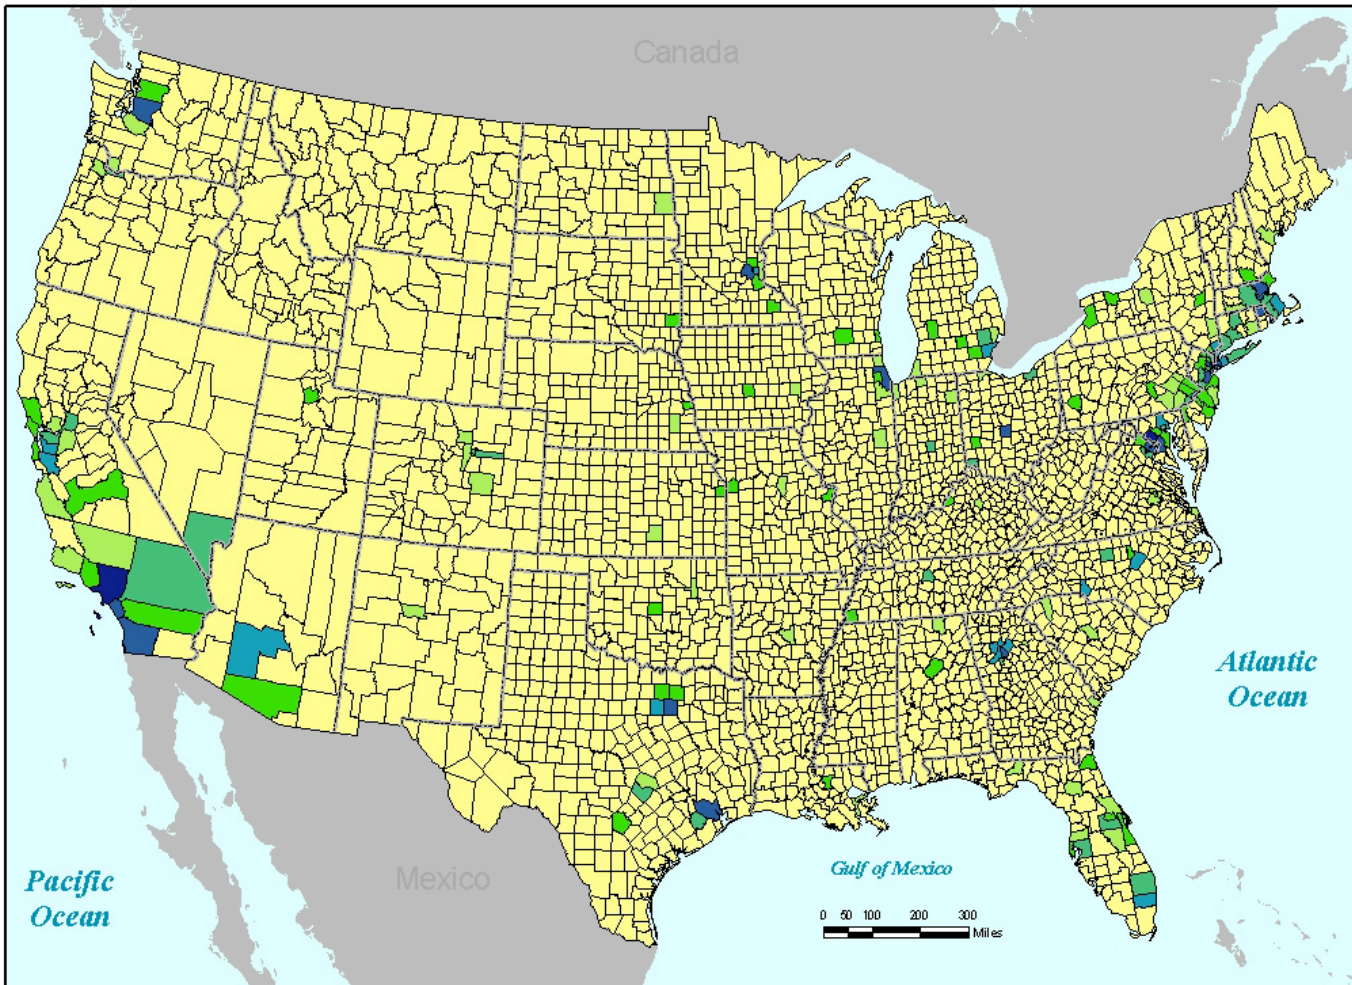 Canada
Atlantic
Ocean
Mexico
Gulf of Mexico
Pacific
Ocean
0 50 100 200 300
Miles